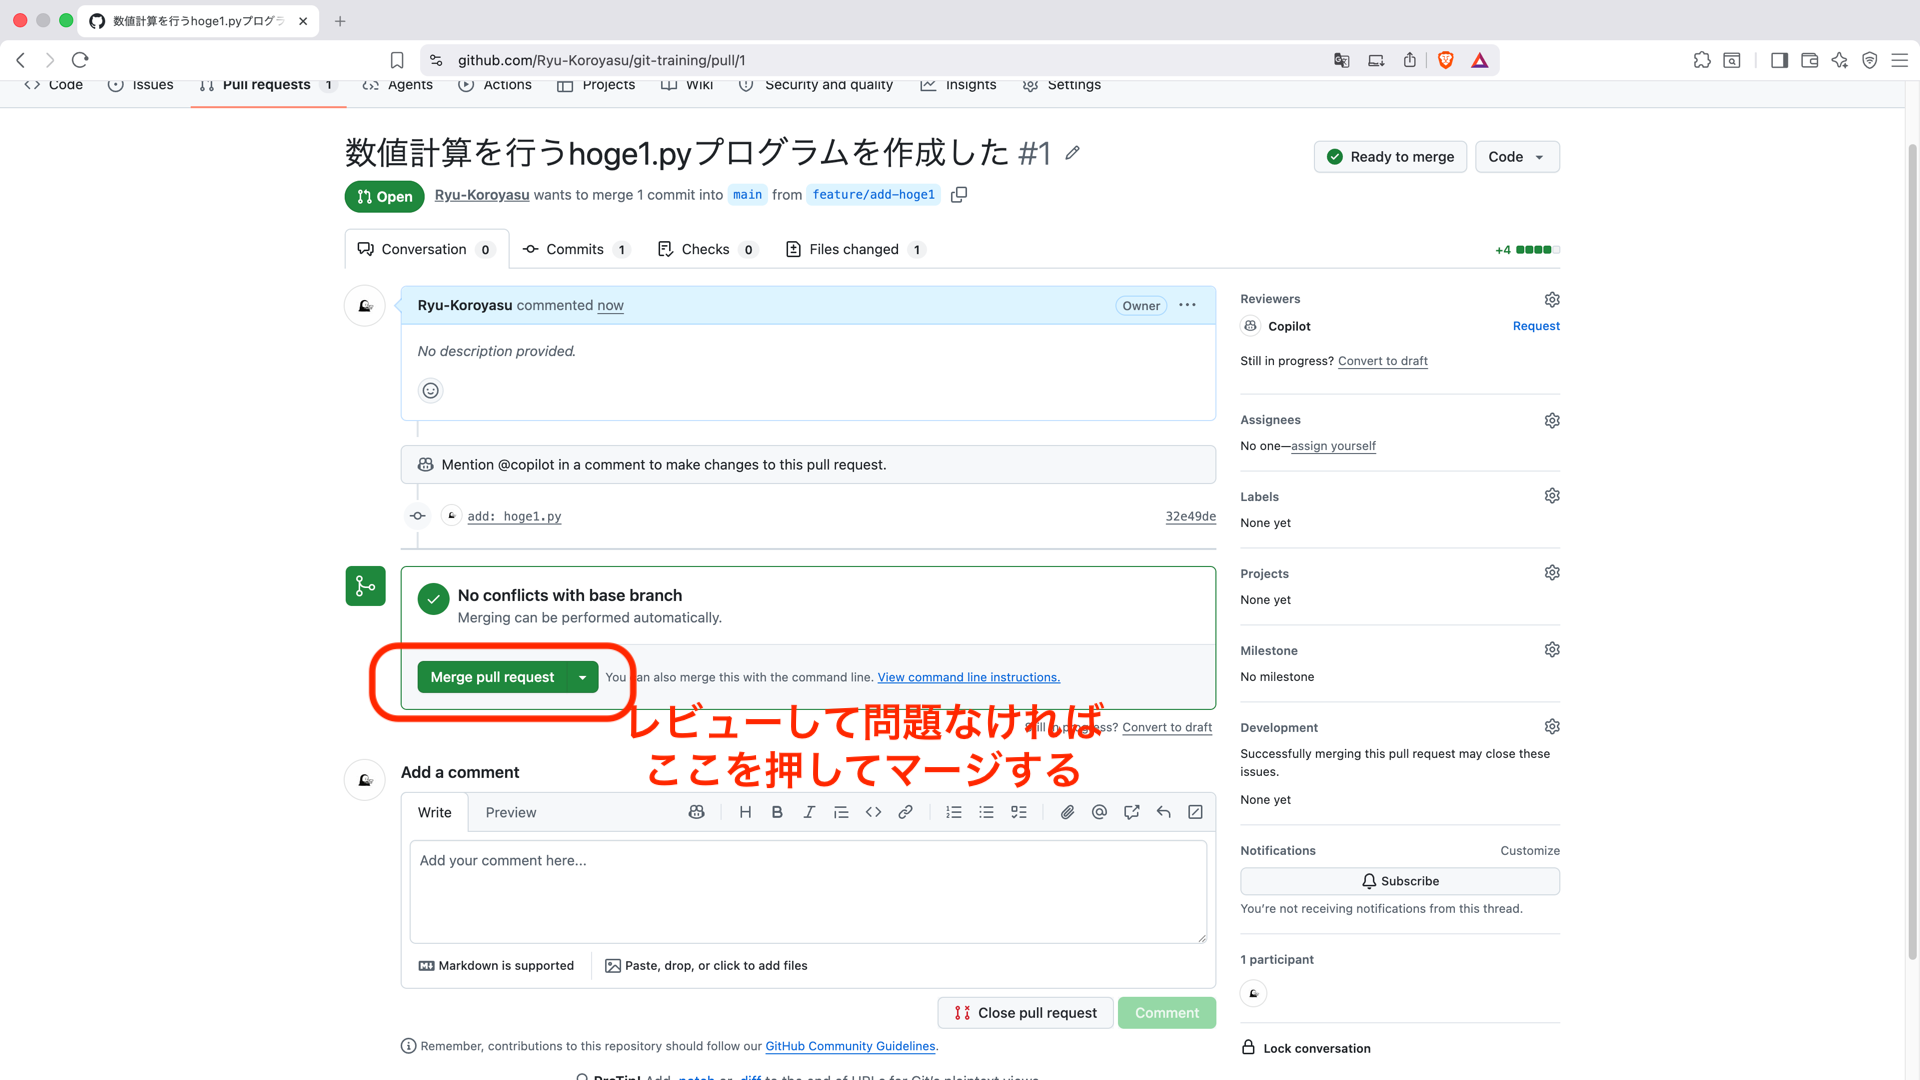 数値計算を行うhoge1.pyプログラ
github.com/Ryu-Koroyasu/git-training/pull/1
Code Issues Pull requests 1 Agents Actions Projects Wiki Security and quality Insights Settings
数値計算を行うhoge1.pyプログラムを作成した #1
Ready to merge Code
Open Ryu-Koroyasu wants to merge 1 commit into main from feature/add-hoge1
Conversation 0 Commits 1 Checks 0 Files changed 1
+4
Ryu-Koroyasu commented now
Owner
No description provided.
Mention @copilot in a comment to make changes to this pull request.
add: hoge1.py
32e49de
No conflicts with base branch
Merging can be performed automatically.
Merge pull request
also merge this with the command line. View command line instructions.
レビューして問題なければ
ここを押してマージする
Convert to draft
Add a comment
Write Preview
Add your comment here...
Markdown is supported
Paste, drop, or click to add files
Close pull request Comment
Remember, contributions to this repository should follow our GitHub Community Guidelines.
Reviewers
Copilot Request
Still in progress? Convert to draft
Assignees
No one—assign yourself
Labels
None yet
Projects
None yet
Milestone
No milestone
Development
Successfully merging this pull request may close these
issues.
None yet
Notifications Customize
Subscribe
You're not receiving notifications from this thread.
1 participant
Lock conversation